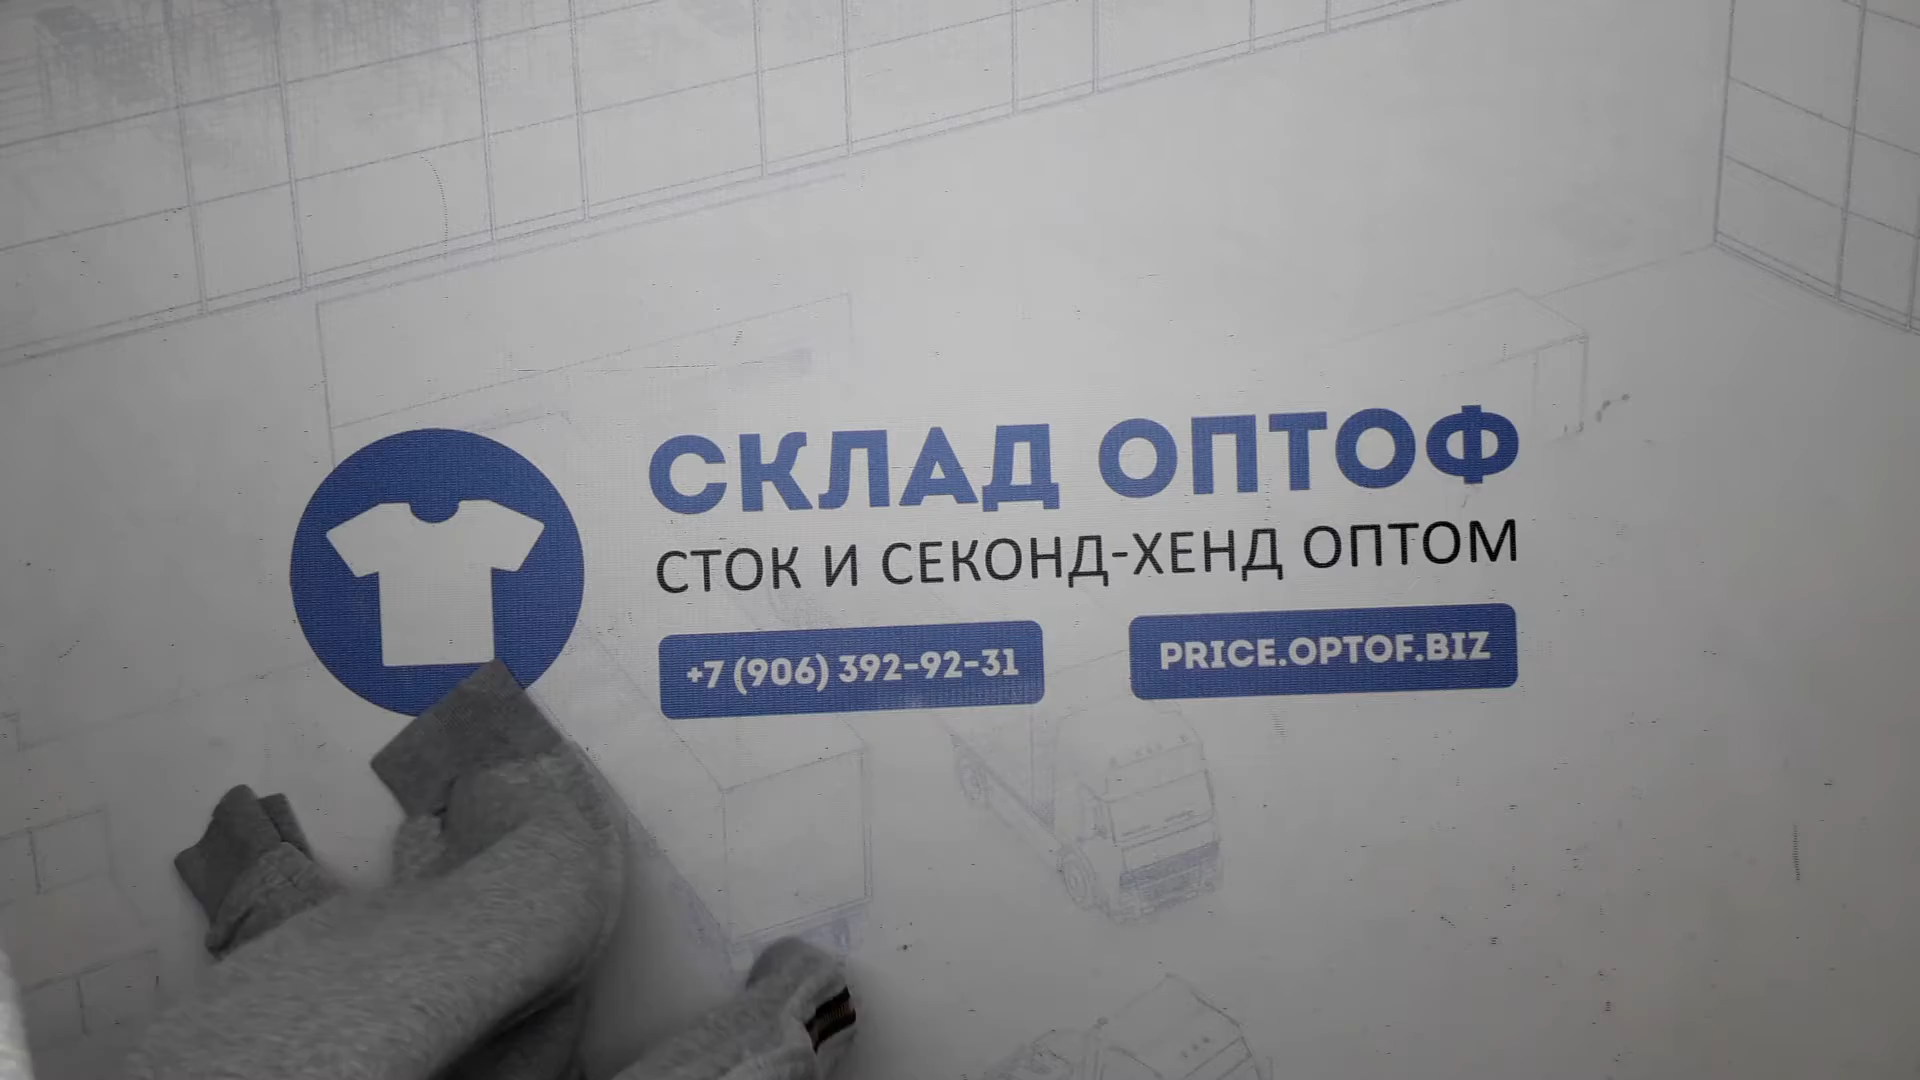 СКЛАД ОПТОФ
СТОК И СЕКОНД-ХЕНД ОПТОМ
+7 (906) 392-92-31
PRICE.OPTOF.BIZ